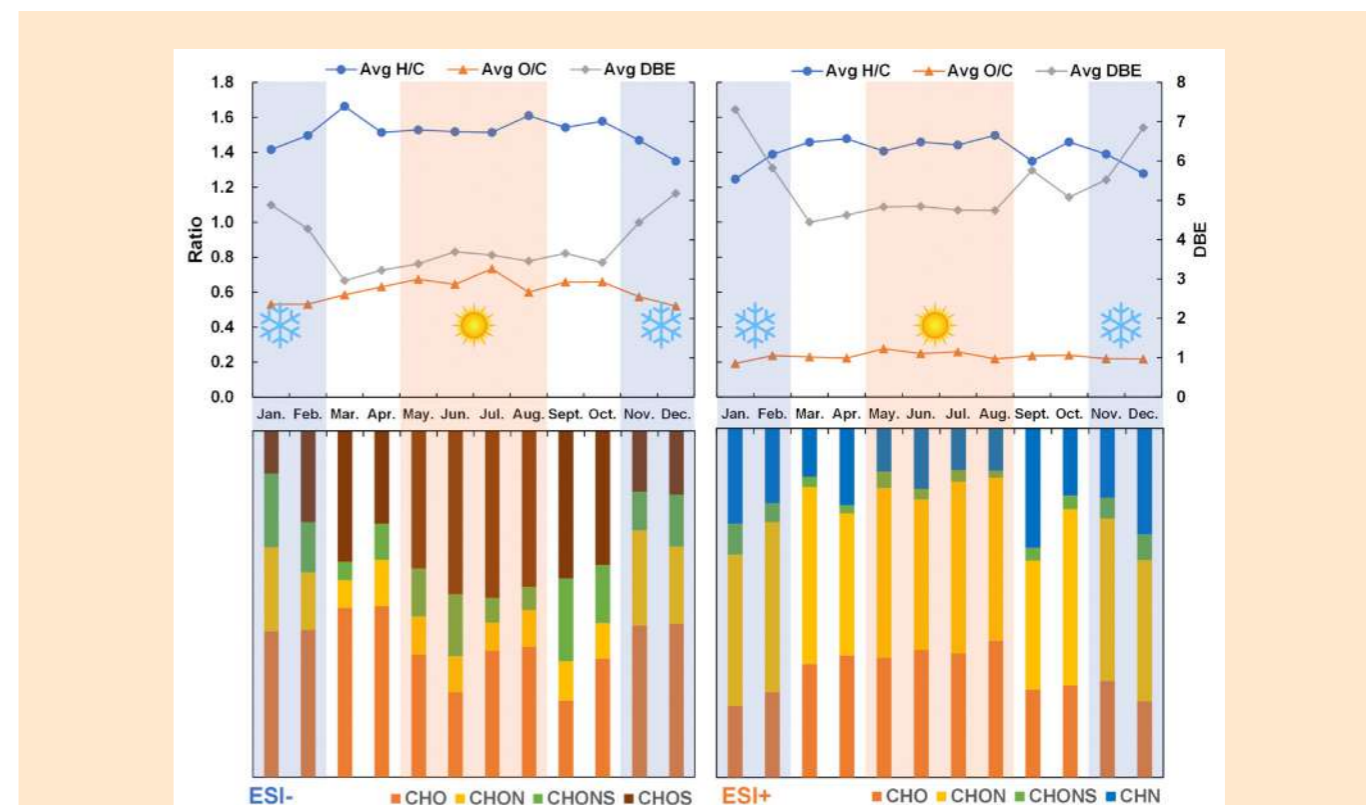 Avg H/C Avg O/C Avg DBE
Avg H/C Avg O/C Avg DBE
1.8
1.6
1.4
1.2
1.0
0.8
0.6
0.4
0.2
0.0
Ratio
8
7
6
5
4
3
2
1
0
DBE
Jan. Feb. Mar. Apr. May. Jun. Jul. Aug. Sept. Oct. Nov. Dec.
Jan. Feb. Mar. Apr. May. Jun. Jul. Aug. Sept. Oct. Nov. Dec.
ESI- CHO CHON CHONS CHOS
ESI+ CHO CHON CHONS CHN